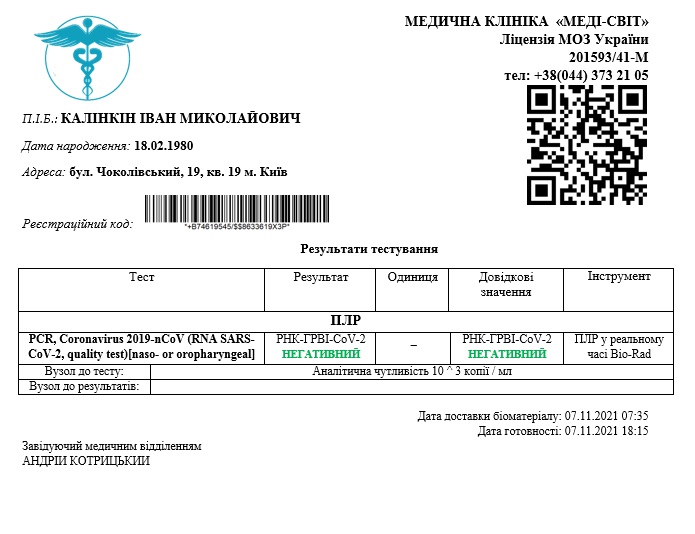 МЕДИЧНА КЛІНІКА «МЕДІ-СВІТ»
Ліцензія МОЗ України
201593/41-М
тел: +38(044) 373 21 05
П.І.Б.: КАЛІНКІН ІВАН МИКОЛАЙОВИЧ
Дата народження: 18.02.1980
Адреса: бул. Чоколівський, 19, кв. 19 м. Київ
Реєстраційний код:
*+B74619545/$$8633619X3P*
Результати тестування
Тест Результат Одиниця Довідкові значення Інструмент
ПЛР
PCR, Coronavirus 2019-nCoV (RNA SARS- РНК-ГРВІ-CoV-2 – РНК-ГРВІ-CoV-2 ПЛР у реальному
CoV-2, quality test)[naso- or oropharyngeal] НЕГАТИВНИЙ НЕГАТИВНИЙ часі Bio-Rad
Вузол до тесту: Аналітична чутливість 10 ^ 3 копії / мл
Вузол до результатів:
Дата доставки біоматеріалу: 07.11.2021 07:35
Дата готовності: 07.11.2021 18:15
Завідуючий медичним відділенням
АНДРІЙ КОТРИЦЬКИЙ